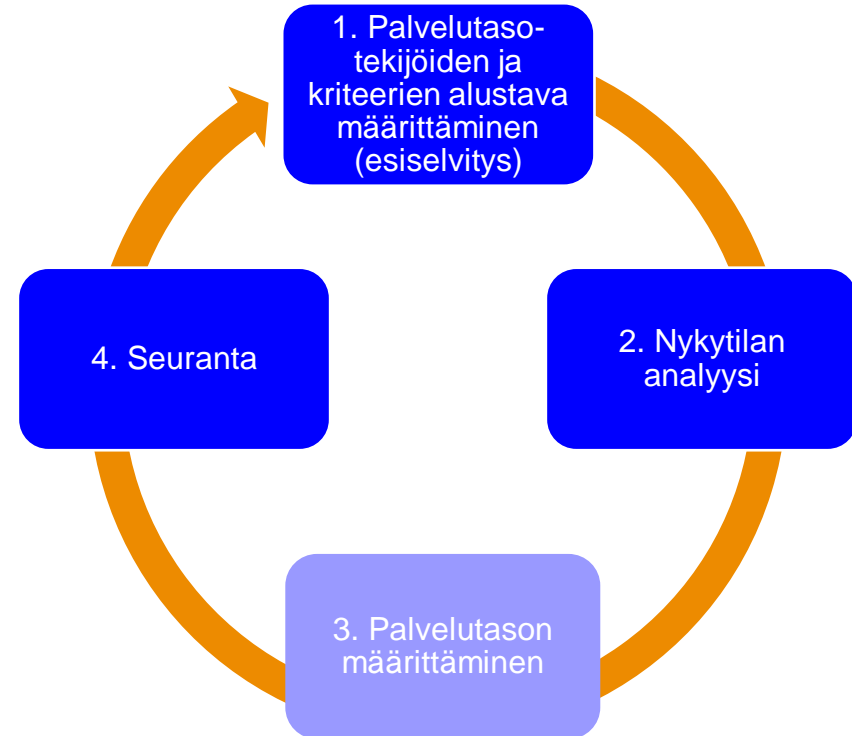 1. Palvelutaso-
tekijöiden ja
kriteerien alustava
määrittäminen
(esiselvitys)
2. Nykytilan
analyysi
3. Palvelutason
määrittäminen
4. Seuranta